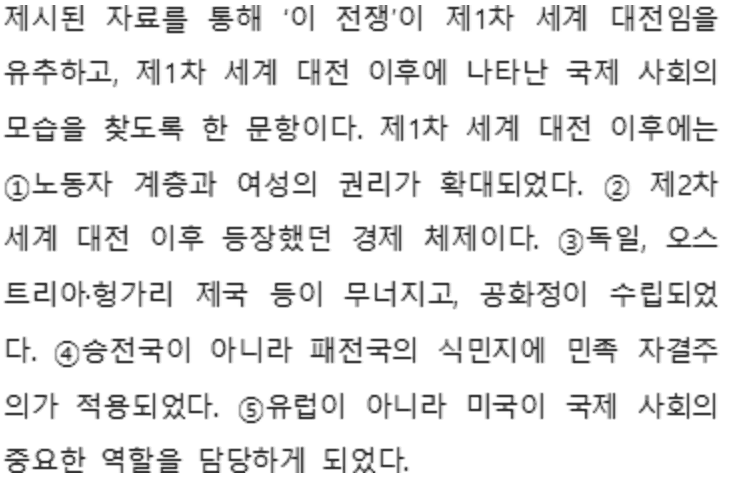 제시된 자료를 통해 ‘이 전쟁’이 제1차 세계 대전임을
유추하고, 제1차 세계 대전 이후에 나타난 국제 사회의
모습을 찾도록 한 문항이다. 제1차 세계 대전 이후에는
①노동자 계층과 여성의 권리가 확대되었다. ② 제2차
세계 대전 이후 등장했던 경제 체제이다. ③독일, 오스
트리아·헝가리 제국 등이 무너지고, 공화정이 수립되었
다. ④승전국이 아니라 패전국의 식민지에 민족 자결주
의가 적용되었다. ⑤유럽이 아니라 미국이 국제 사회의
중요한 역할을 담당하게 되었다.